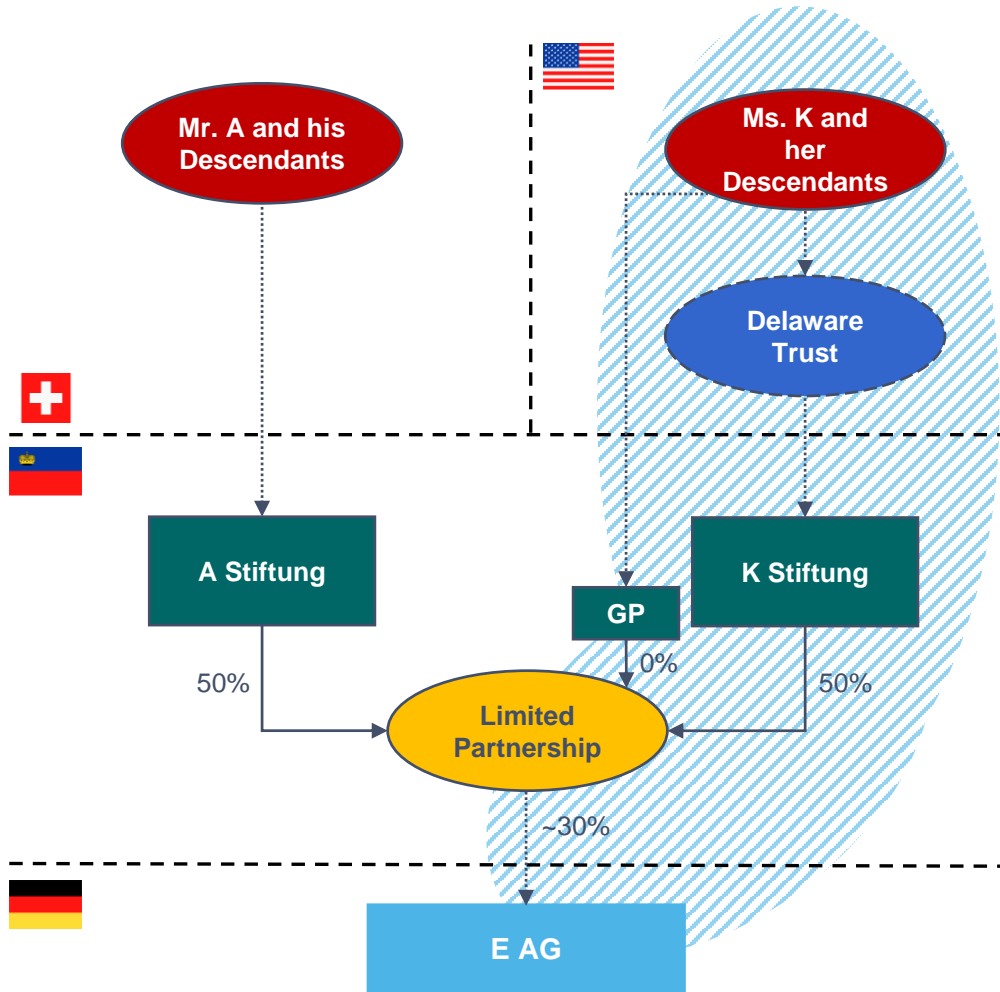 Mr. A and his
Descendants
Ms. K and
her
Descendants
Delaware
Trust
A Stiftung
GP
K Stiftung
50%
0%
50%
Limited
Partnership
~30%
E AG